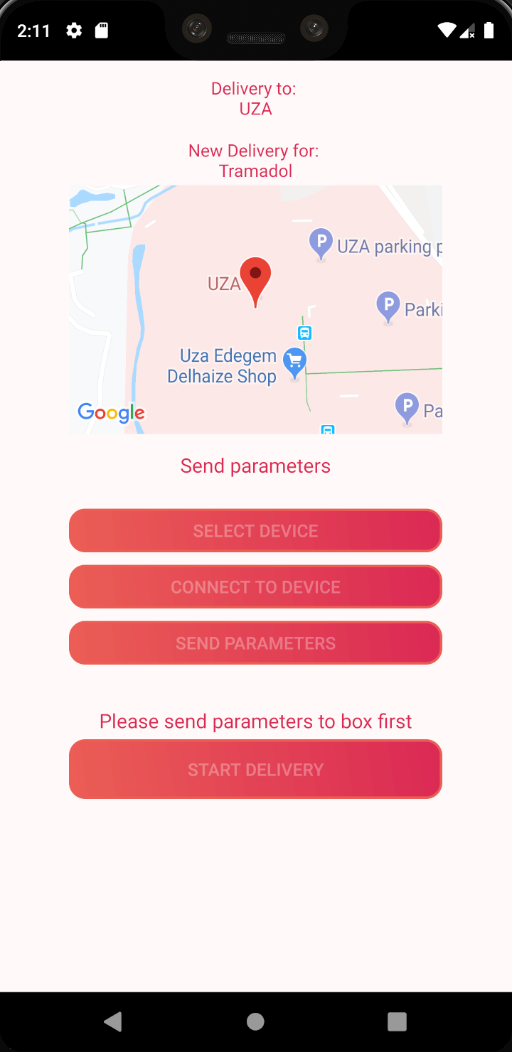 2:11
Delivery to:
UZA
New Delivery for:
Tramadol
UZA parking p
UZA
Parki
Uza Edegem
Delhaize Shop
Pa
Google
Send parameters
SELECT DEVICE
CONNECT TO DEVICE
SEND PARAMETERS
Please send parameters to box first
START DELIVERY